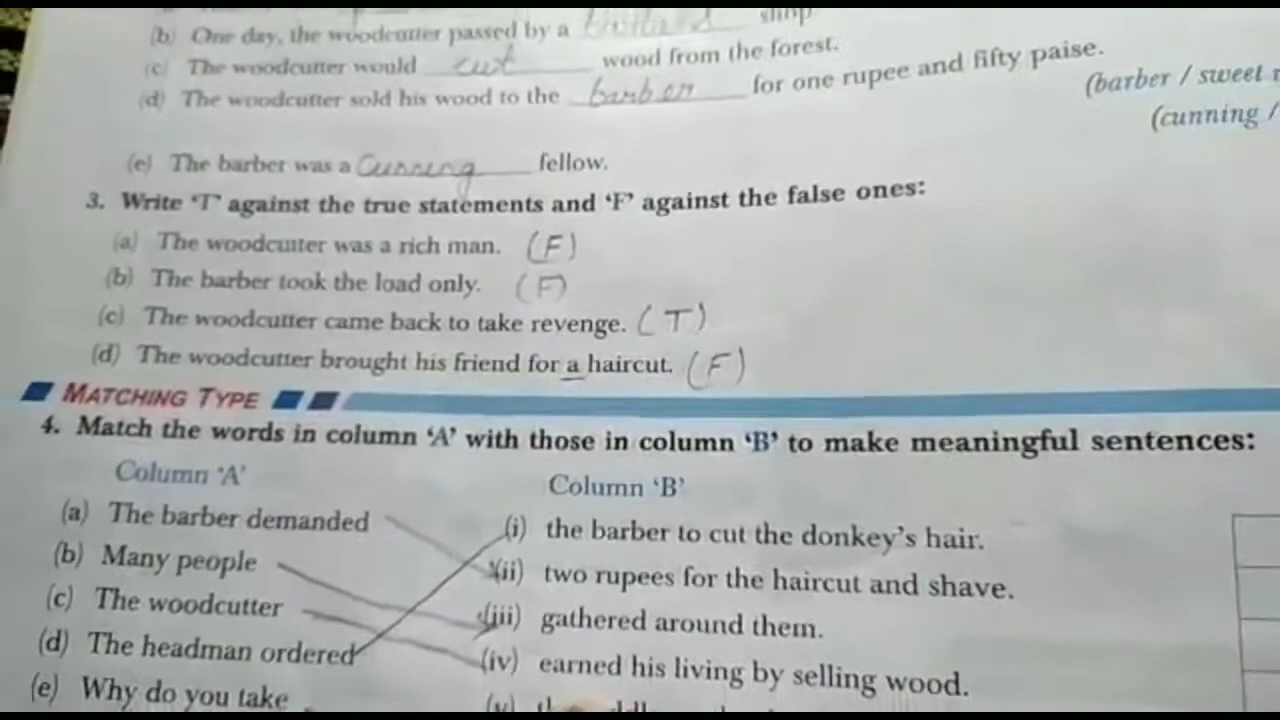 (b) One day, the woodcutter passed by a shop
(c) The woodcutter would cut wood from the forest.
(d) The woodcutter sold his wood to the barber for one rupee and fifty paise.
(barber / sweet
(cunning /
(e) The barber was a Cunning fellow.
3. Write 'T' against the true statements and 'F' against the false ones:
(a) The woodcutter was a rich man. (F)
(b) The barber took the load only. (F)
(c) The woodcutter came back to take revenge. (T)
(d) The woodcutter brought his friend for a haircut. (F)
MATCHING TYPE
4. Match the words in column 'A' with those in column 'B' to make meaningful sentences:
Column 'A' Column 'B'
(a) The barber demanded (i) the barber to cut the donkey's hair.
(b) Many people (ii) two rupees for the haircut and shave.
(c) The woodcutter (iii) gathered around them.
(d) The headman ordered (iv) earned his living by selling wood.
(e) Why do you take